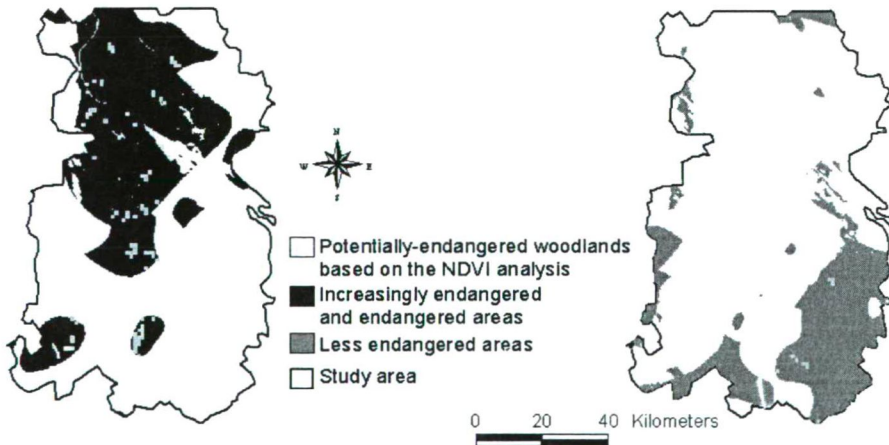 N
W E
S
Potentially-endangered woodlands
based on the NDVI analysis
Increasingly endangered
and endangered areas
Less endangered areas
Study area
0 20 40 Kilometers